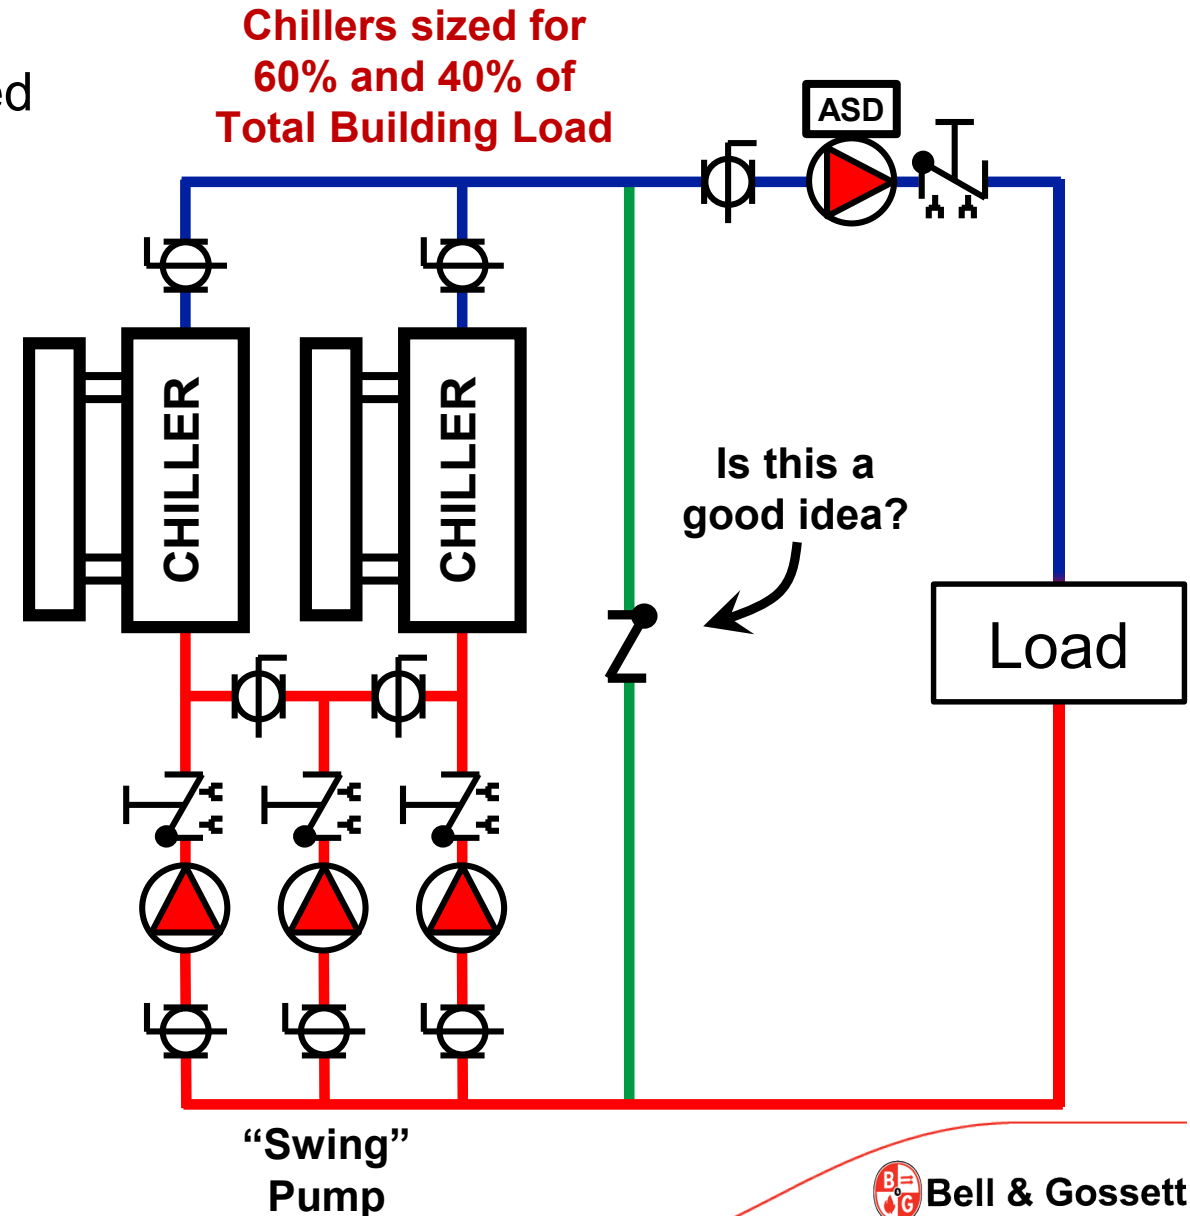 Chillers sized for
60% and 40% of
Total Building Load
ed
ASD
CHILLER
CHILLER
Is this a
good idea?
Load
“Swing”
Pump
B G
Bell & Gossett